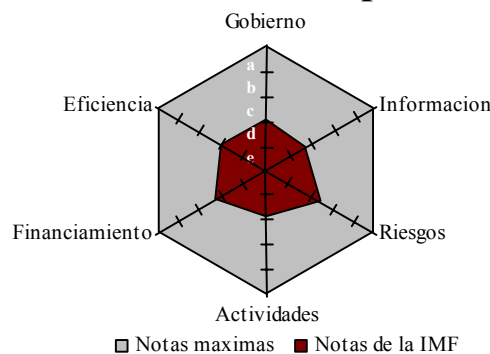 Gobierno
a
b
c
d
e
Eficiencia
Informacion
Financiamiento
Riesgos
Actividades
Notas maximas Notas de la IMF